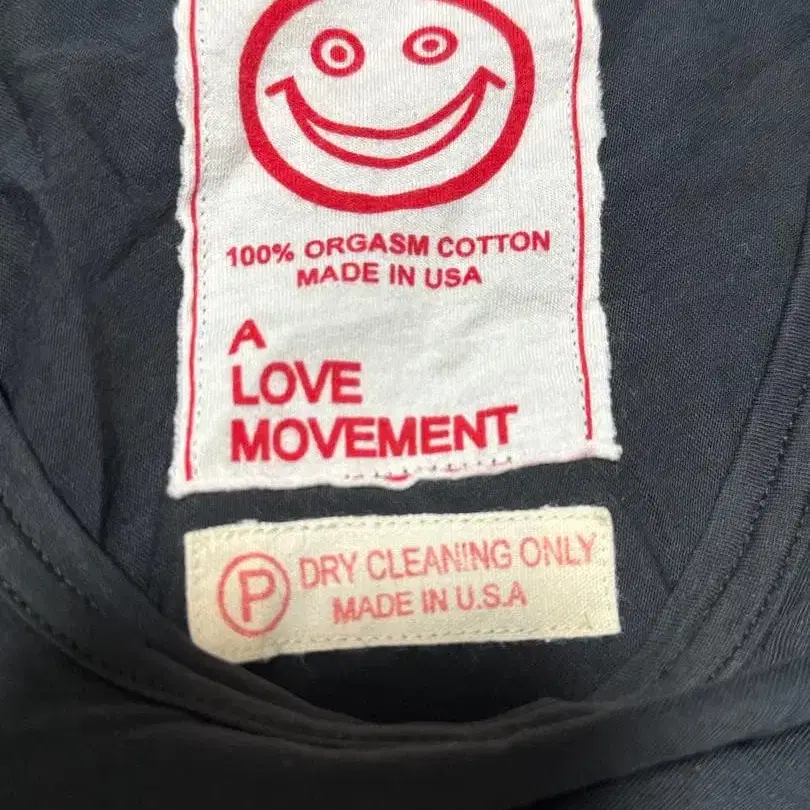 100% ORGASM COTTON
MADE IN USA
A
LOVE
MOVEMENT
P DRY CLEANING ONLY
MADE IN U.S.A